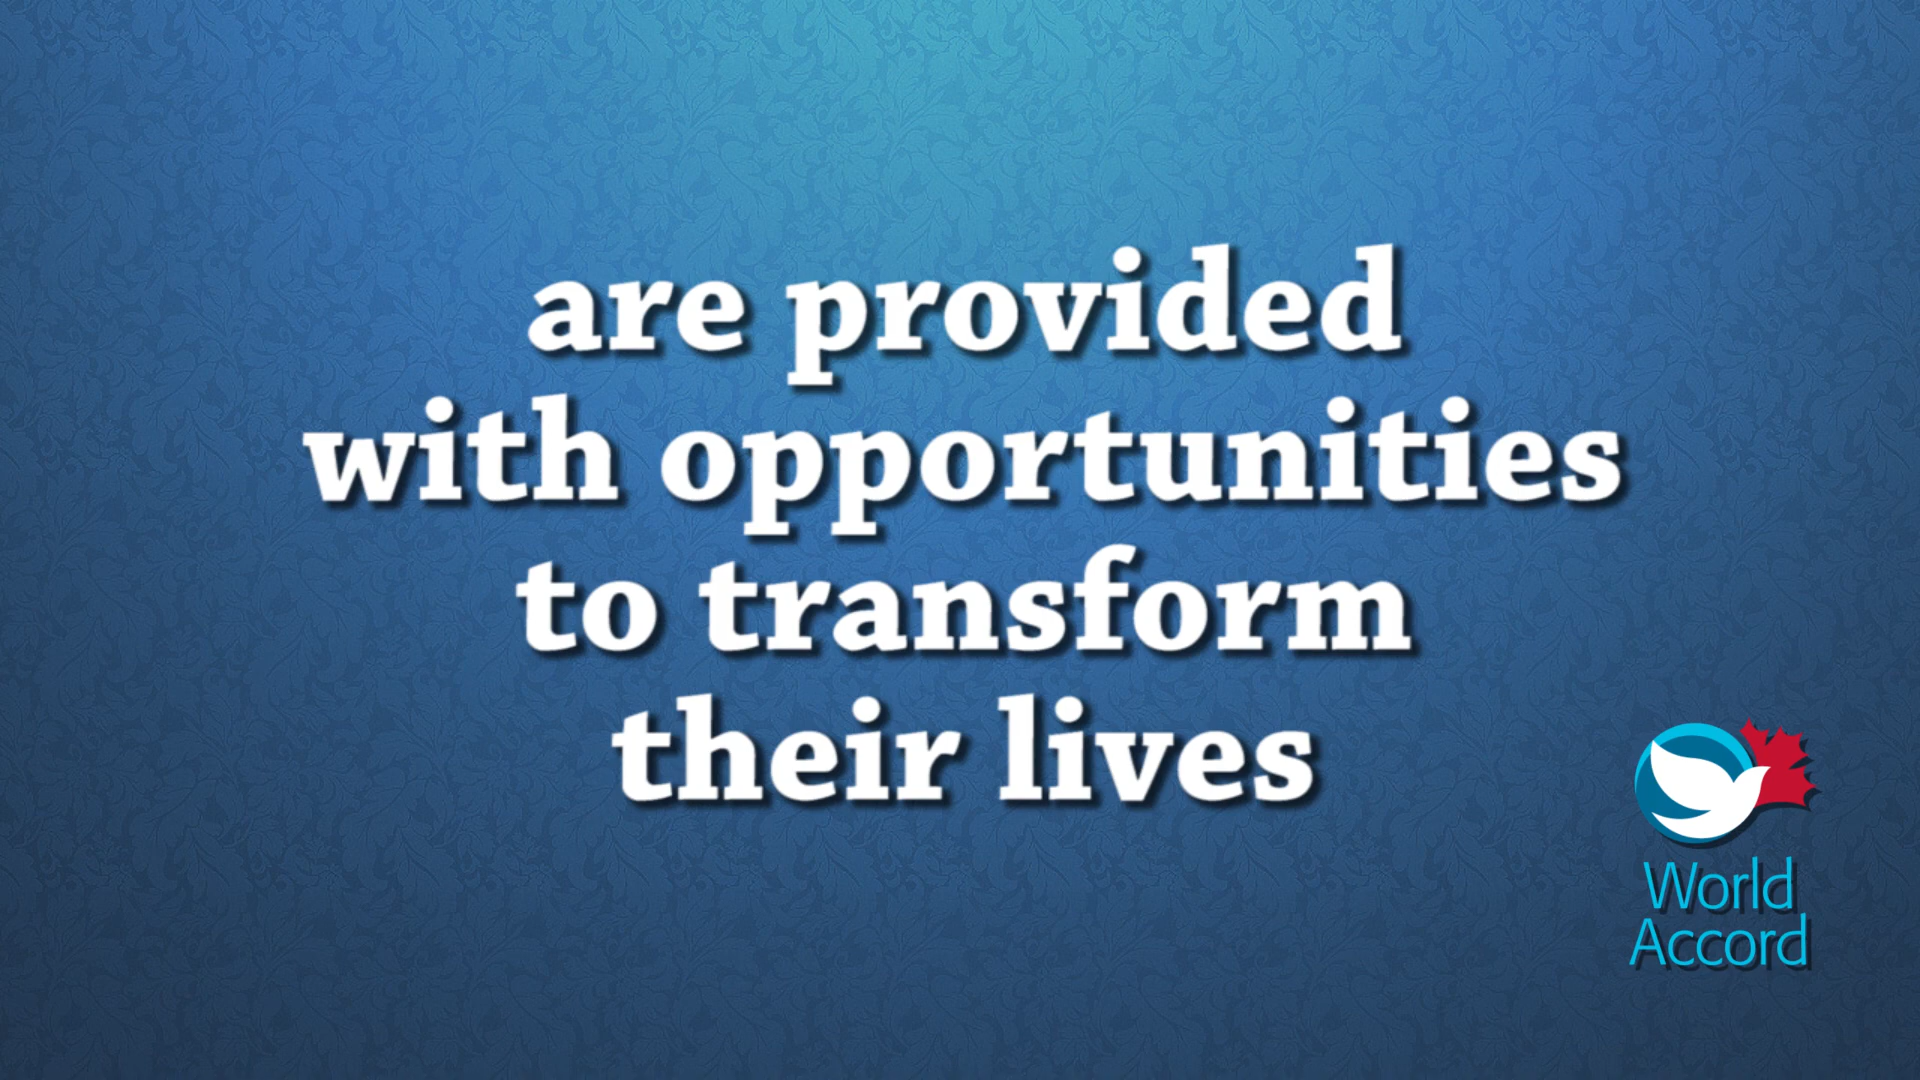 are provided
with opportunities
to transform
their lives
World
Accord